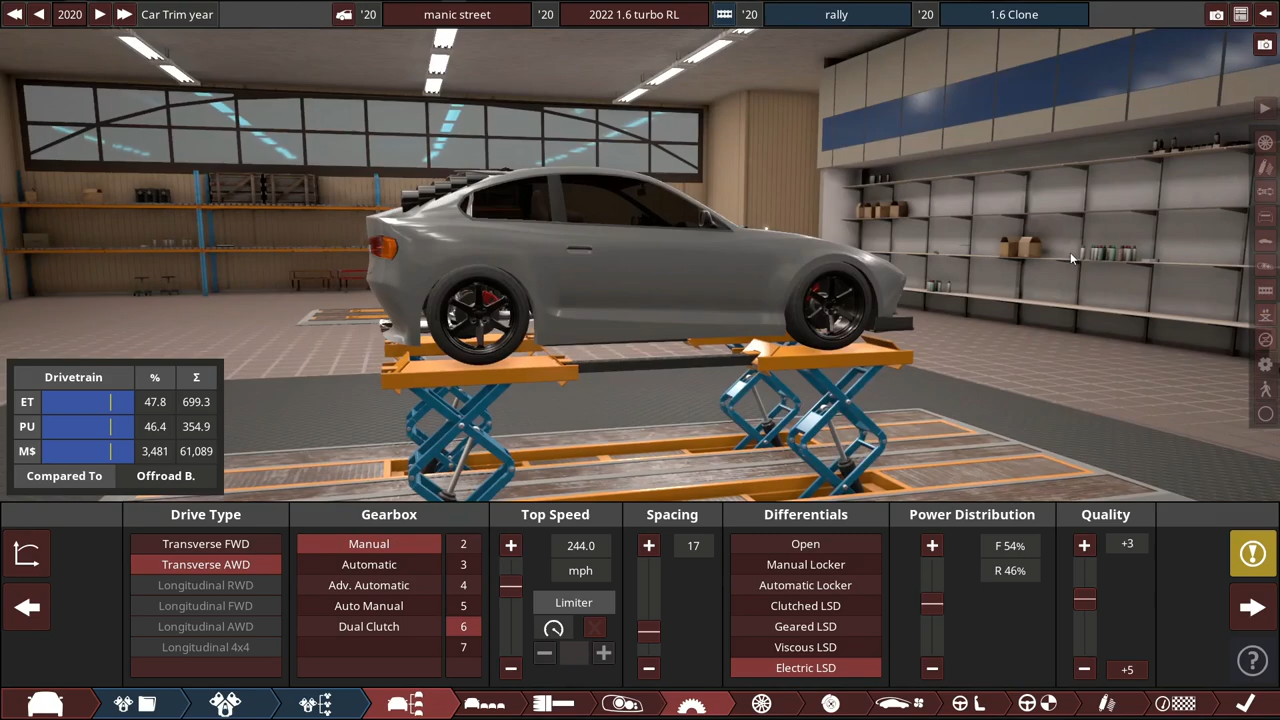 2020 Car Trim year '20 manic street '20 2022 1.6 turbo RL '20 rally '20 1.6 Clone
Drivetrain % Σ
ET 47.8 699.3
PU 46.4 354.9
M$ 3,481 61,089
Compared To Offroad B.
Drive Type Gearbox Top Speed Spacing Differentials Power Distribution Quality
Transverse FWD
Transverse AWD
Longitudinal RWD
Longitudinal FWD
Longitudinal AWD
Longitudinal 4x4
Manual 2
Automatic 3
Adv. Automatic 4
Auto Manual 5
Dual Clutch 6
7
244.0
mph
Limiter
17
Open
Manual Locker
Automatic Locker
Clutched LSD
Geared LSD
Viscous LSD
Electric LSD
F 54%
R 46%
+3
+5